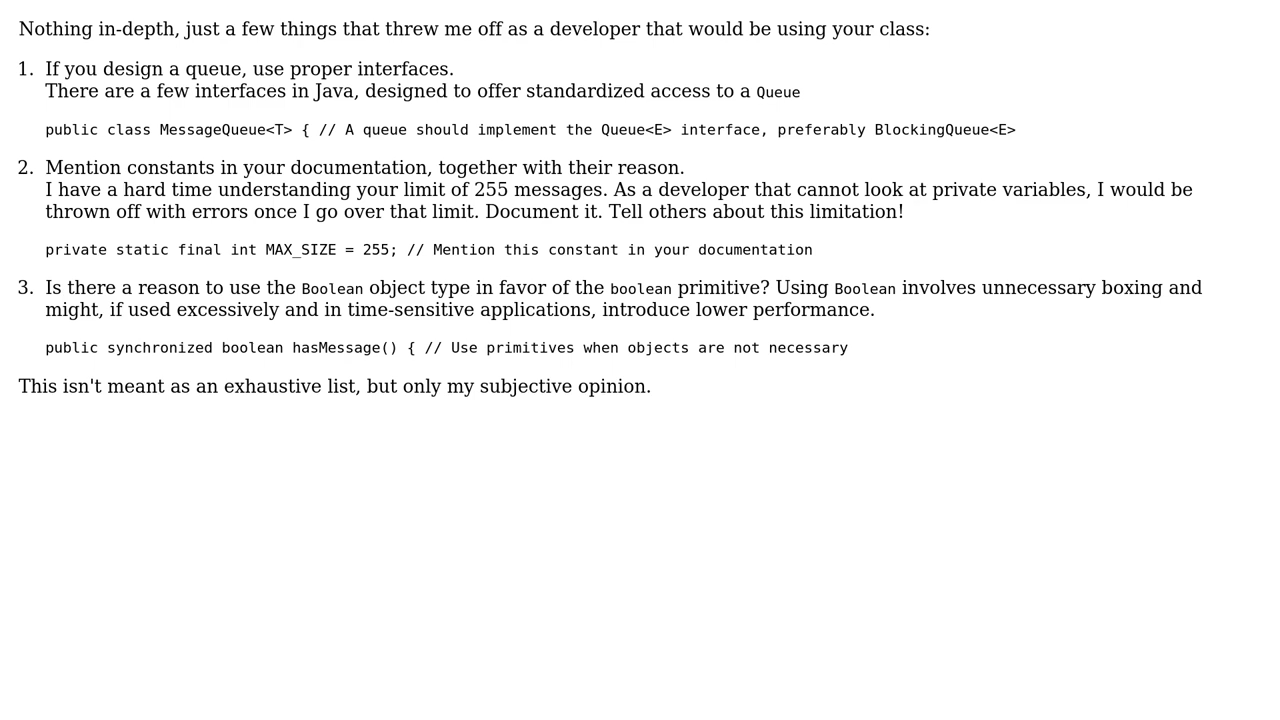 Nothing in-depth, just a few things that threw me off as a developer that would be using your class:
1. If you design a queue, use proper interfaces.
There are a few interfaces in Java, designed to offer standardized access to a Queue
public class MessageQueue<T> { // A queue should implement the Queue<E> interface, preferably BlockingQueue<E>
2. Mention constants in your documentation, together with their reason.
I have a hard time understanding your limit of 255 messages. As a developer that cannot look at private variables, I would be
thrown off with errors once I go over that limit. Document it. Tell others about this limitation!
private static final int MAX_SIZE = 255; // Mention this constant in your documentation
3. Is there a reason to use the Boolean object type in favor of the boolean primitive? Using Boolean involves unnecessary boxing and
might, if used excessively and in time-sensitive applications, introduce lower performance.
public synchronized boolean hasMessage() { // Use primitives when objects are not necessary
This isn't meant as an exhaustive list, but only my subjective opinion.